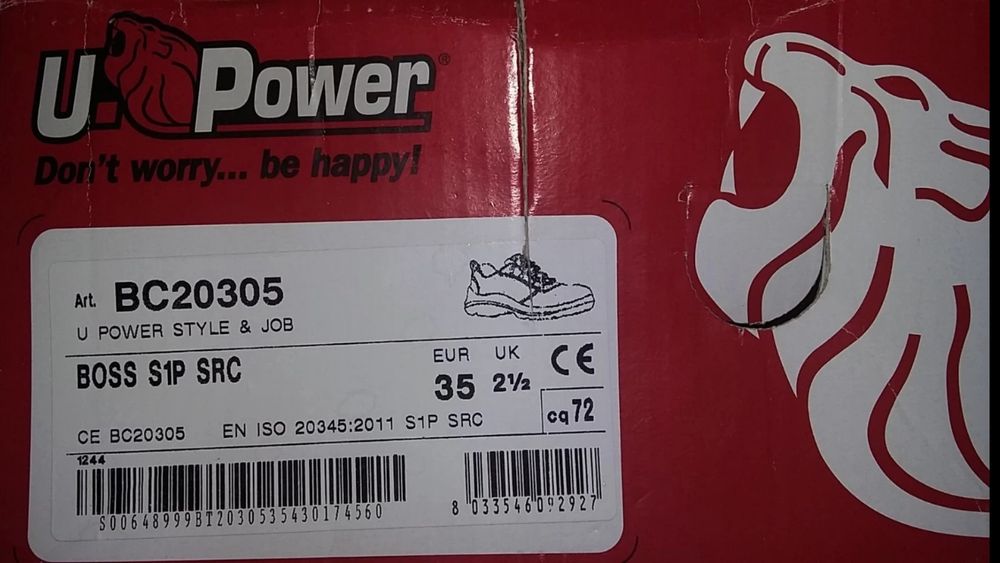 U Power®
Don't worry... be happy!
Art. BC20305
U POWER STYLE & JOB
BOSS S1P SRC
EUR UK CE
35 2½
cq 72
CE BC20305 EN ISO 20345:2011 S1P SRC
1244
S00648999BT2030535430174560
8 033546 092927